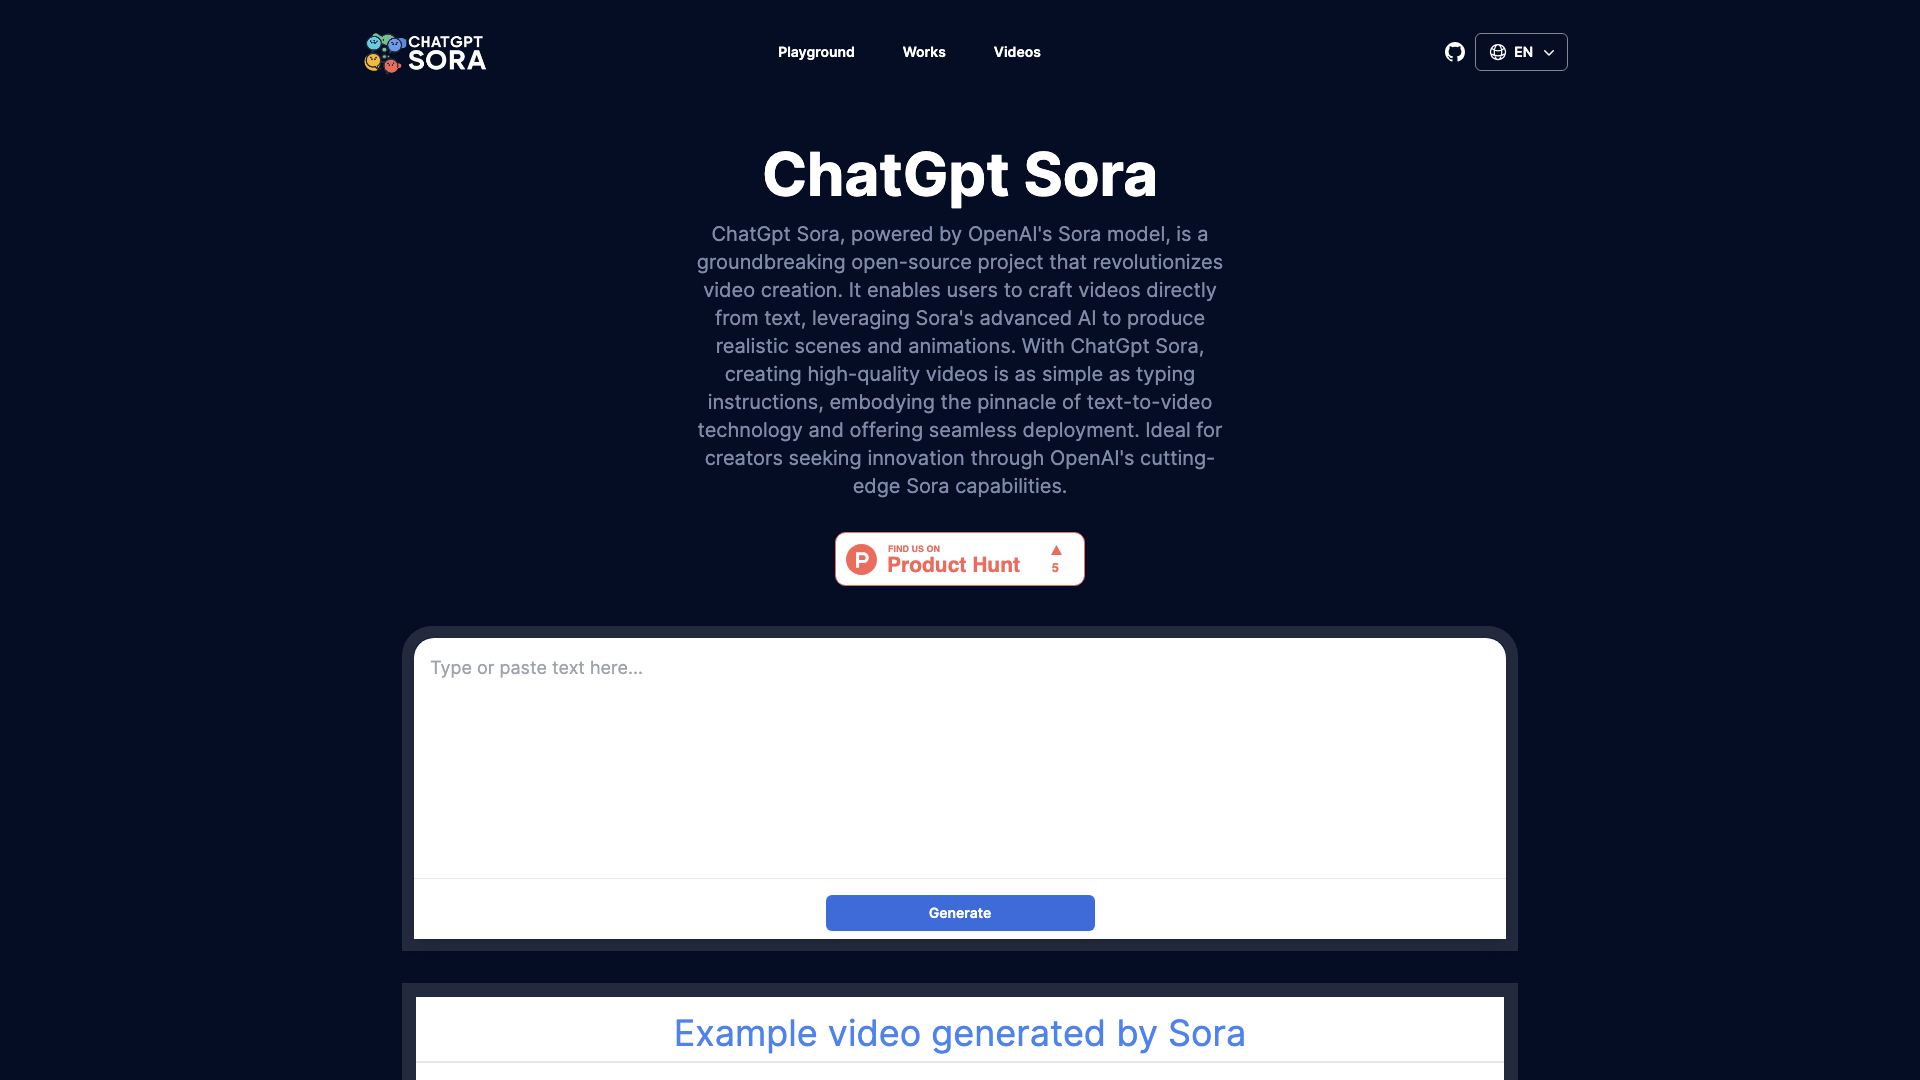 CHATGPT
SORA
Playground
Works
Videos
EN
ChatGpt Sora
ChatGpt Sora, powered by OpenAI's Sora model, is a
groundbreaking open-source project that revolutionizes
video creation. It enables users to craft videos directly
from text, leveraging Sora's advanced AI to produce
realistic scenes and animations. With ChatGpt Sora,
creating high-quality videos is as simple as typing
instructions, embodying the pinnacle of text-to-video
technology and offering seamless deployment. Ideal for
creators seeking innovation through OpenAI's cutting-
edge Sora capabilities.
P
FIND US ON
Product Hunt
5
Type or paste text here...
Generate
Example video generated by Sora